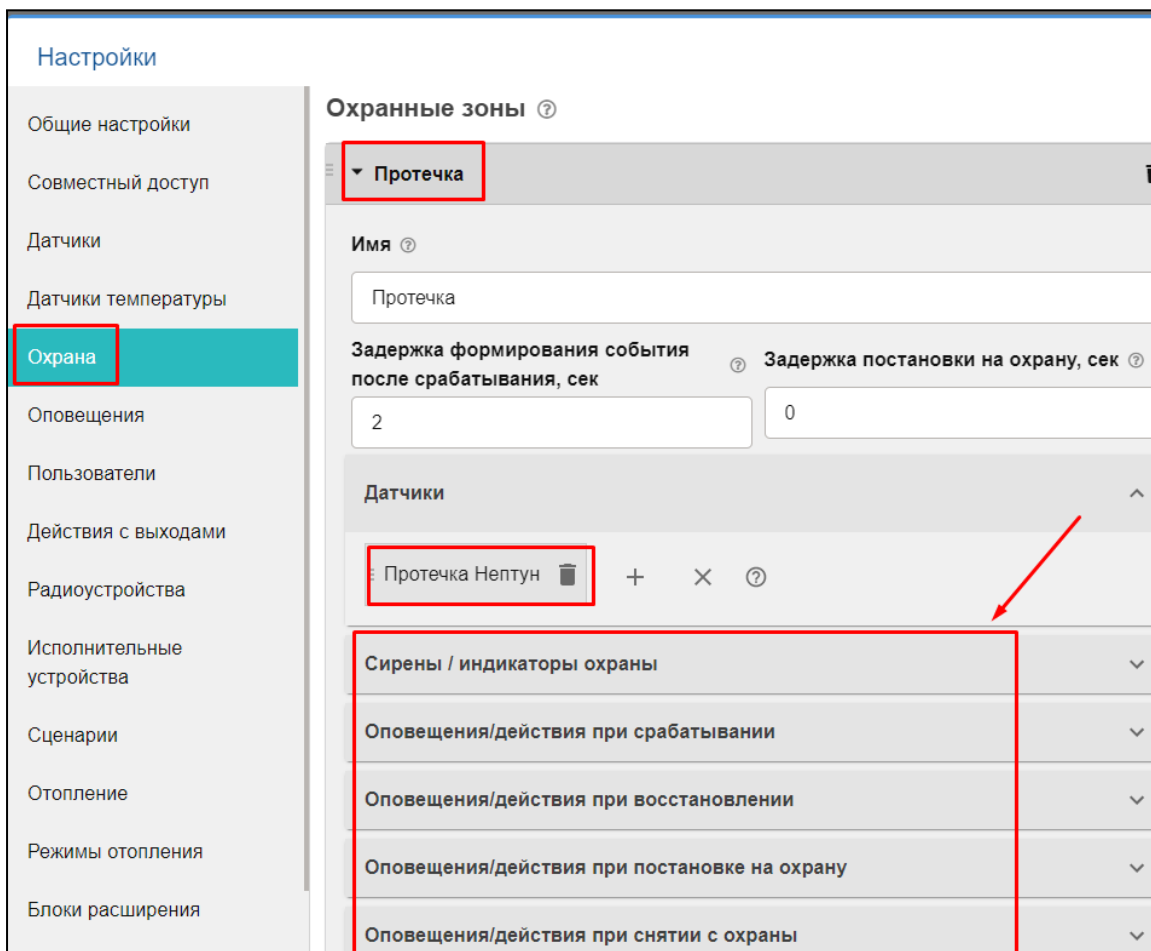 Настройки
Общие настройки
Совместный доступ
Датчики
Датчики температуры
Охрана
Оповещения
Пользователи
Действия с выходами
Радиоустройства
Исполнительные
устройства
Сценарии
Отопление
Режимы отопления
Блоки расширения
Охранные зоны ?
Протечка
Имя ?
Протечка
Задержка формирования события
после срабатывания, сек ?
2
Задержка постановки на охрану, сек ?
0
Датчики
Протечка Нептун + × ?
Сирены / индикаторы охраны
Оповещения/действия при срабатывании
Оповещения/действия при восстановлении
Оповещения/действия при постановке на охрану
Оповещения/действия при снятии с охраны